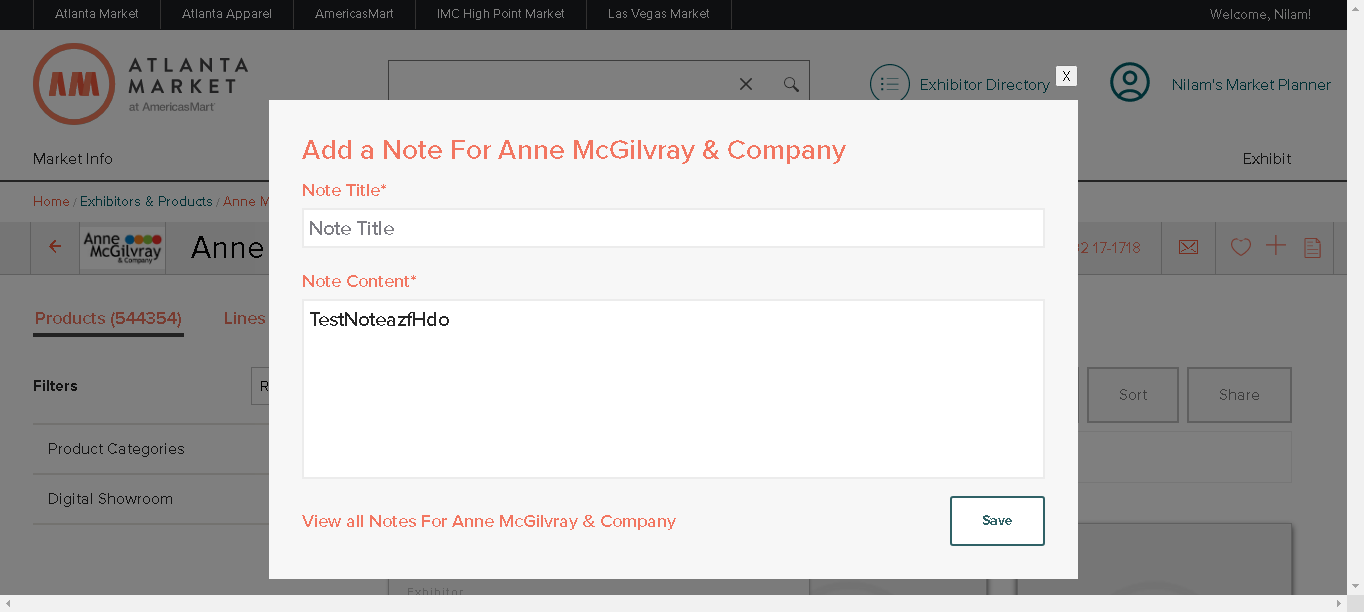 Atlanta Market Atlanta Apparel AmericasMart IMC High Point Market Las Vegas Market Welcome, Nilam!
AM ATLANTA MARKET at AmericasMart
Exhibitor Directory X Nilam's Market Planner
Market Info Exhibit
Add a Note For Anne McGilvray & Company
Note Title*
Home / Exhibitors & Products / Anne M
Note Title
Anne McGilvray & Company Anne 17-1718
Note Content*
Products (544354) Lines
TestNoteazfHdo
Filters R Sort Share
Product Categories
Digital Showroom
View all Notes For Anne McGilvray & Company Save
Exhibitor